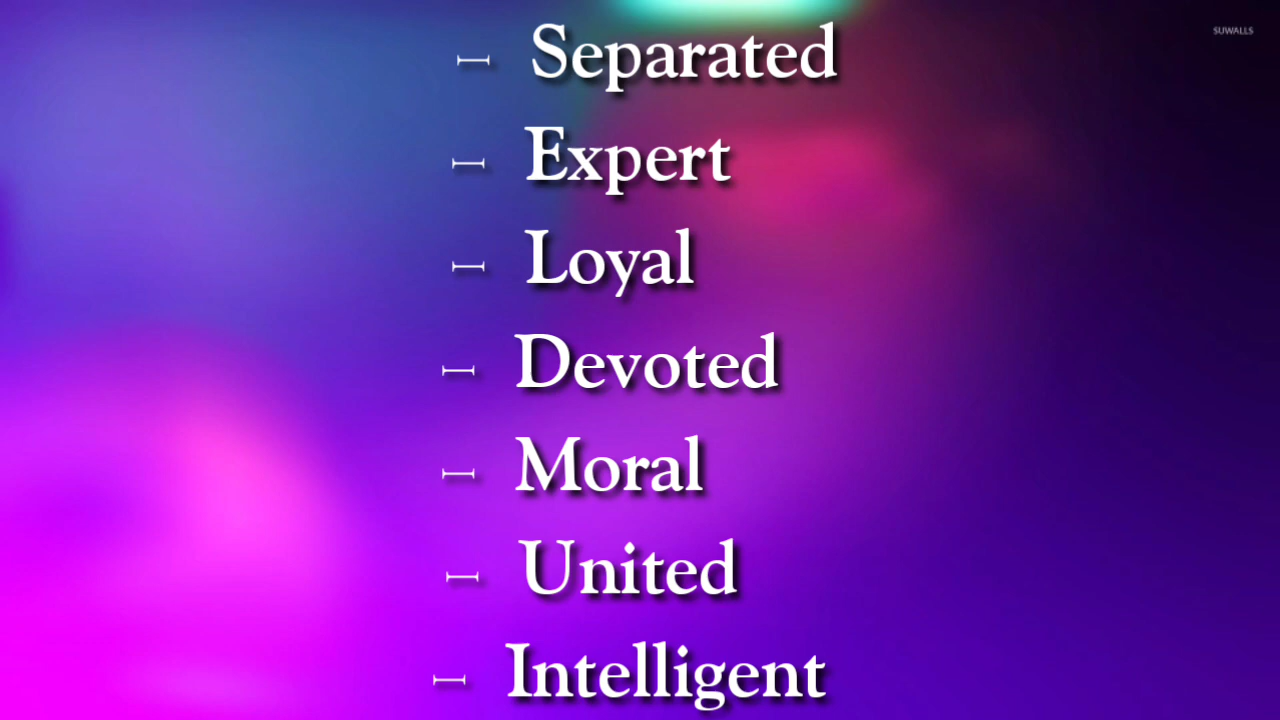 SUWALLS
– Separated
– Expert
– Loyal
– Devoted
– Moral
– United
– Intelligent